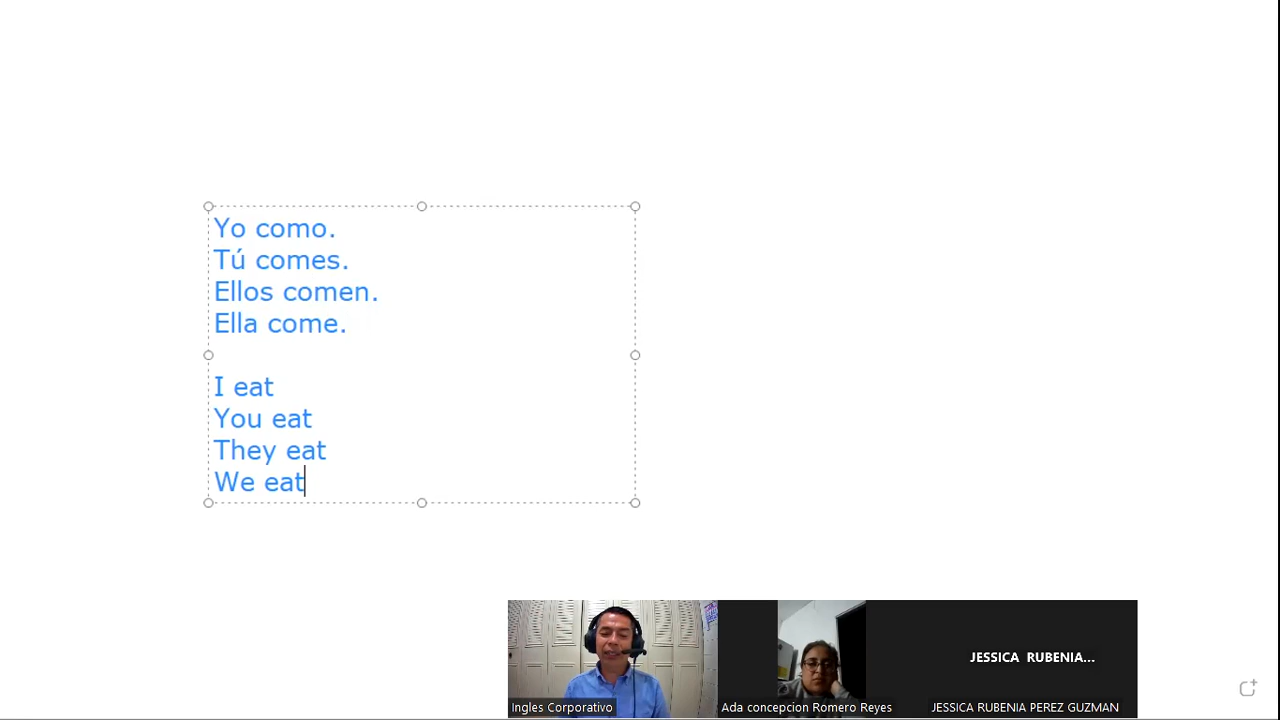 Yo como.
Tú comes.
Ellos comen.
Ella come.
I eat
You eat
They eat
We eat
JESSICA RUBENIA...
Ingles Corporativo
Ada concepcion Romero Reyes
JESSICA RUBENIA PEREZ GUZMAN